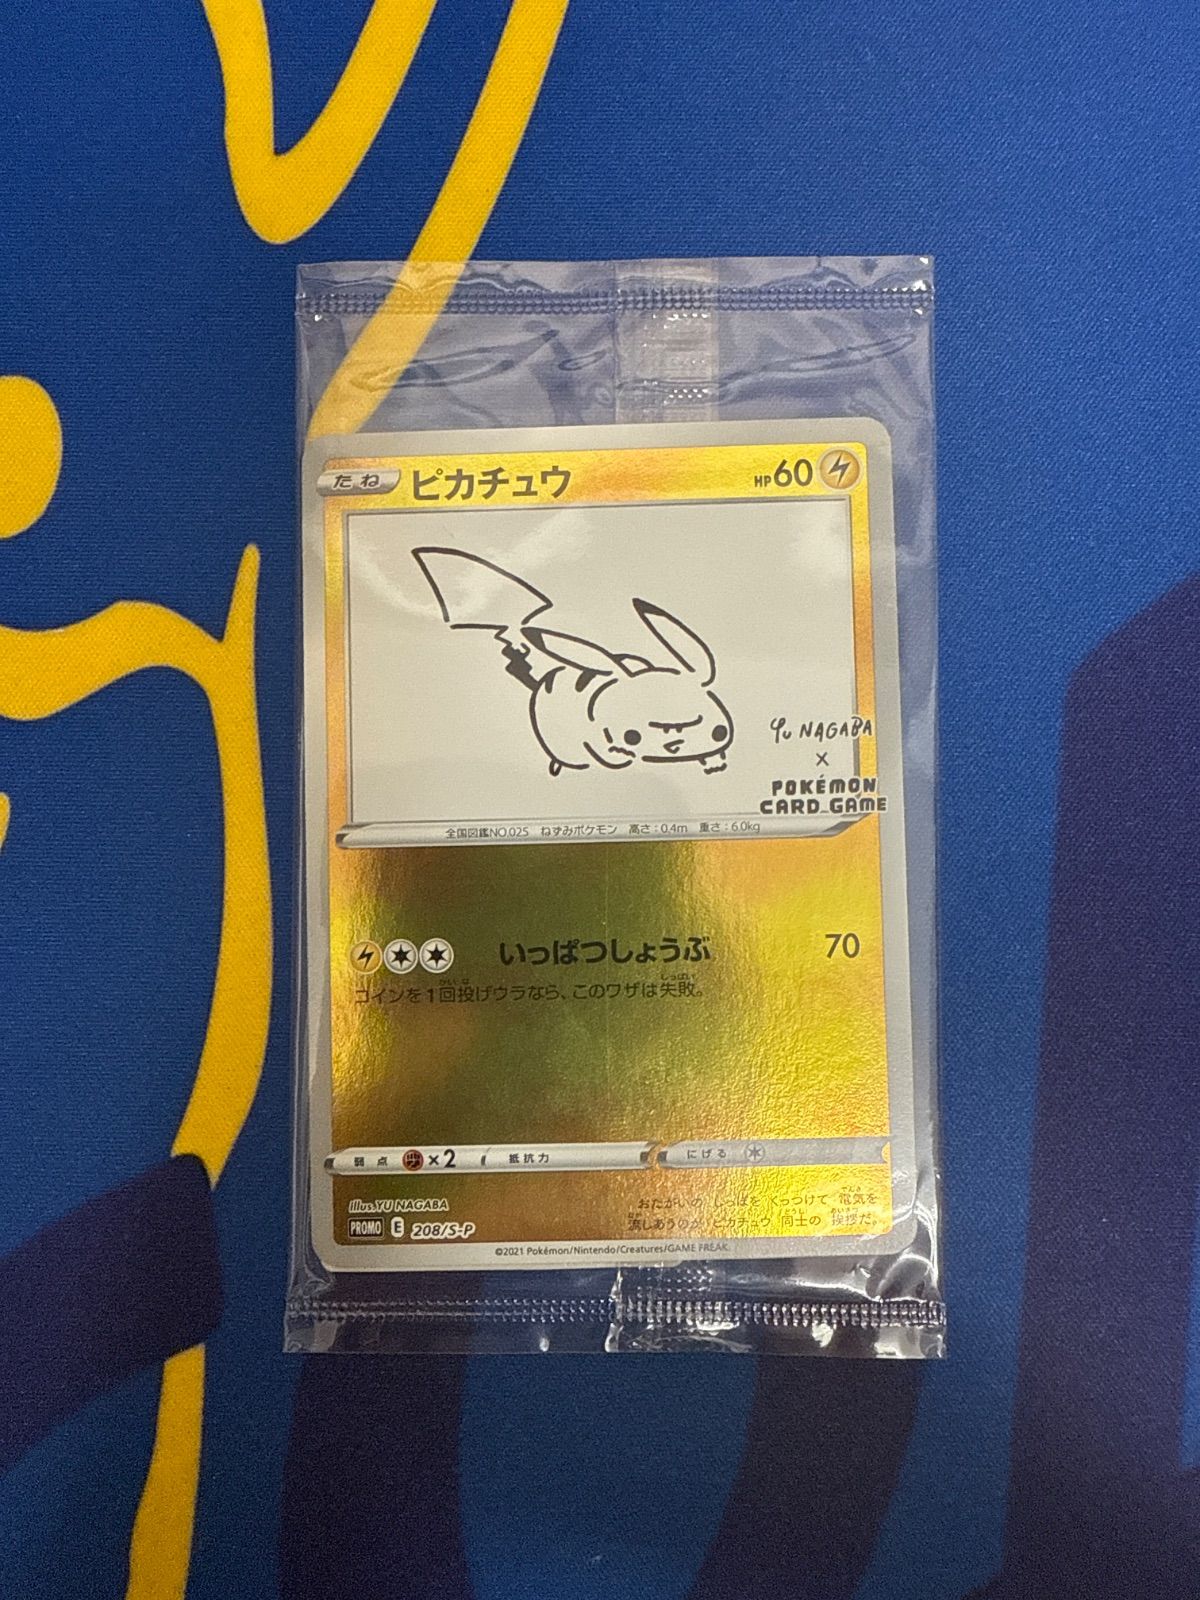 たね ピカチュウ HP60
Yu NAGABA
×
POKÉMON
CARD GAME
全国図鑑NO.025 ねずみポケモン 高さ:0.4m 重さ:6.0kg
いっぱつしょうぶ 70
コインを1回投げウラなら、このワザは失敗。
弱点 ×2 抵抗力 にげる
illus.YU NAGABA
PROMO E 208/S-P
おたがいの しっぽを くっつけて 電気を
流しあうのが ピカチュウ 同士の 挨拶だ。
©2021 Pokémon/Nintendo/Creatures/GAME FREAK.